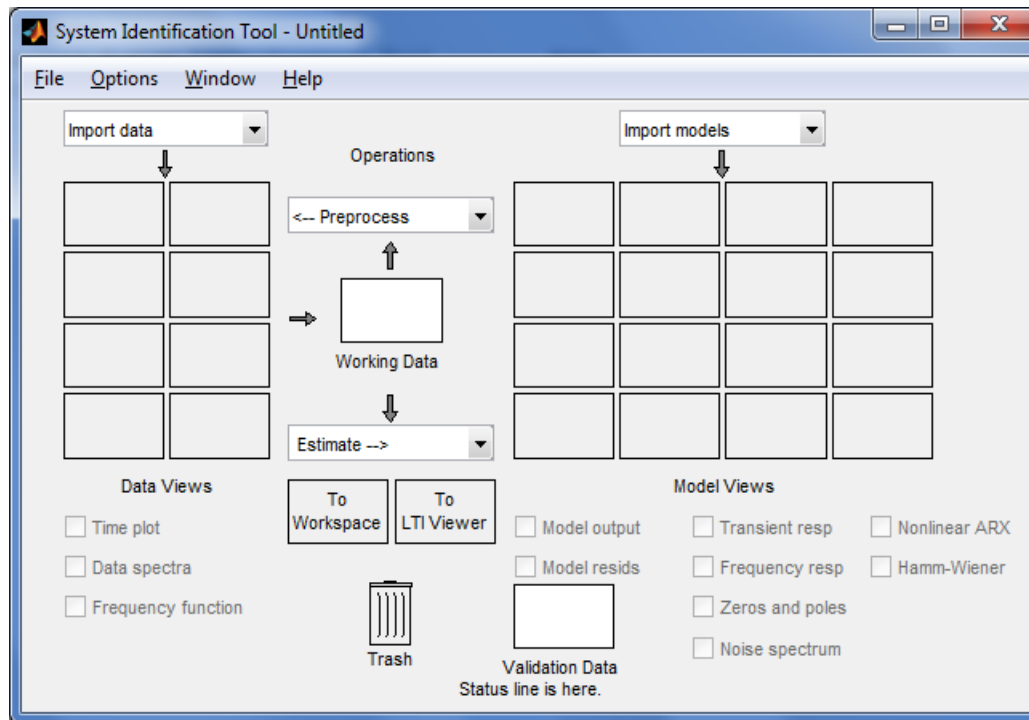 System Identification Tool - Untitled
File Options Window Help
Import data
Import models
Operations
<-- Preprocess
Working Data
Estimate -->
Data Views
Model Views
To
Workspace
To
LTI Viewer
Time plot
Data spectra
Frequency function
Model output
Model resids
Transient resp
Frequency resp
Zeros and poles
Noise spectrum
Nonlinear ARX
Hamm-Wiener
Trash
Validation Data
Status line is here.